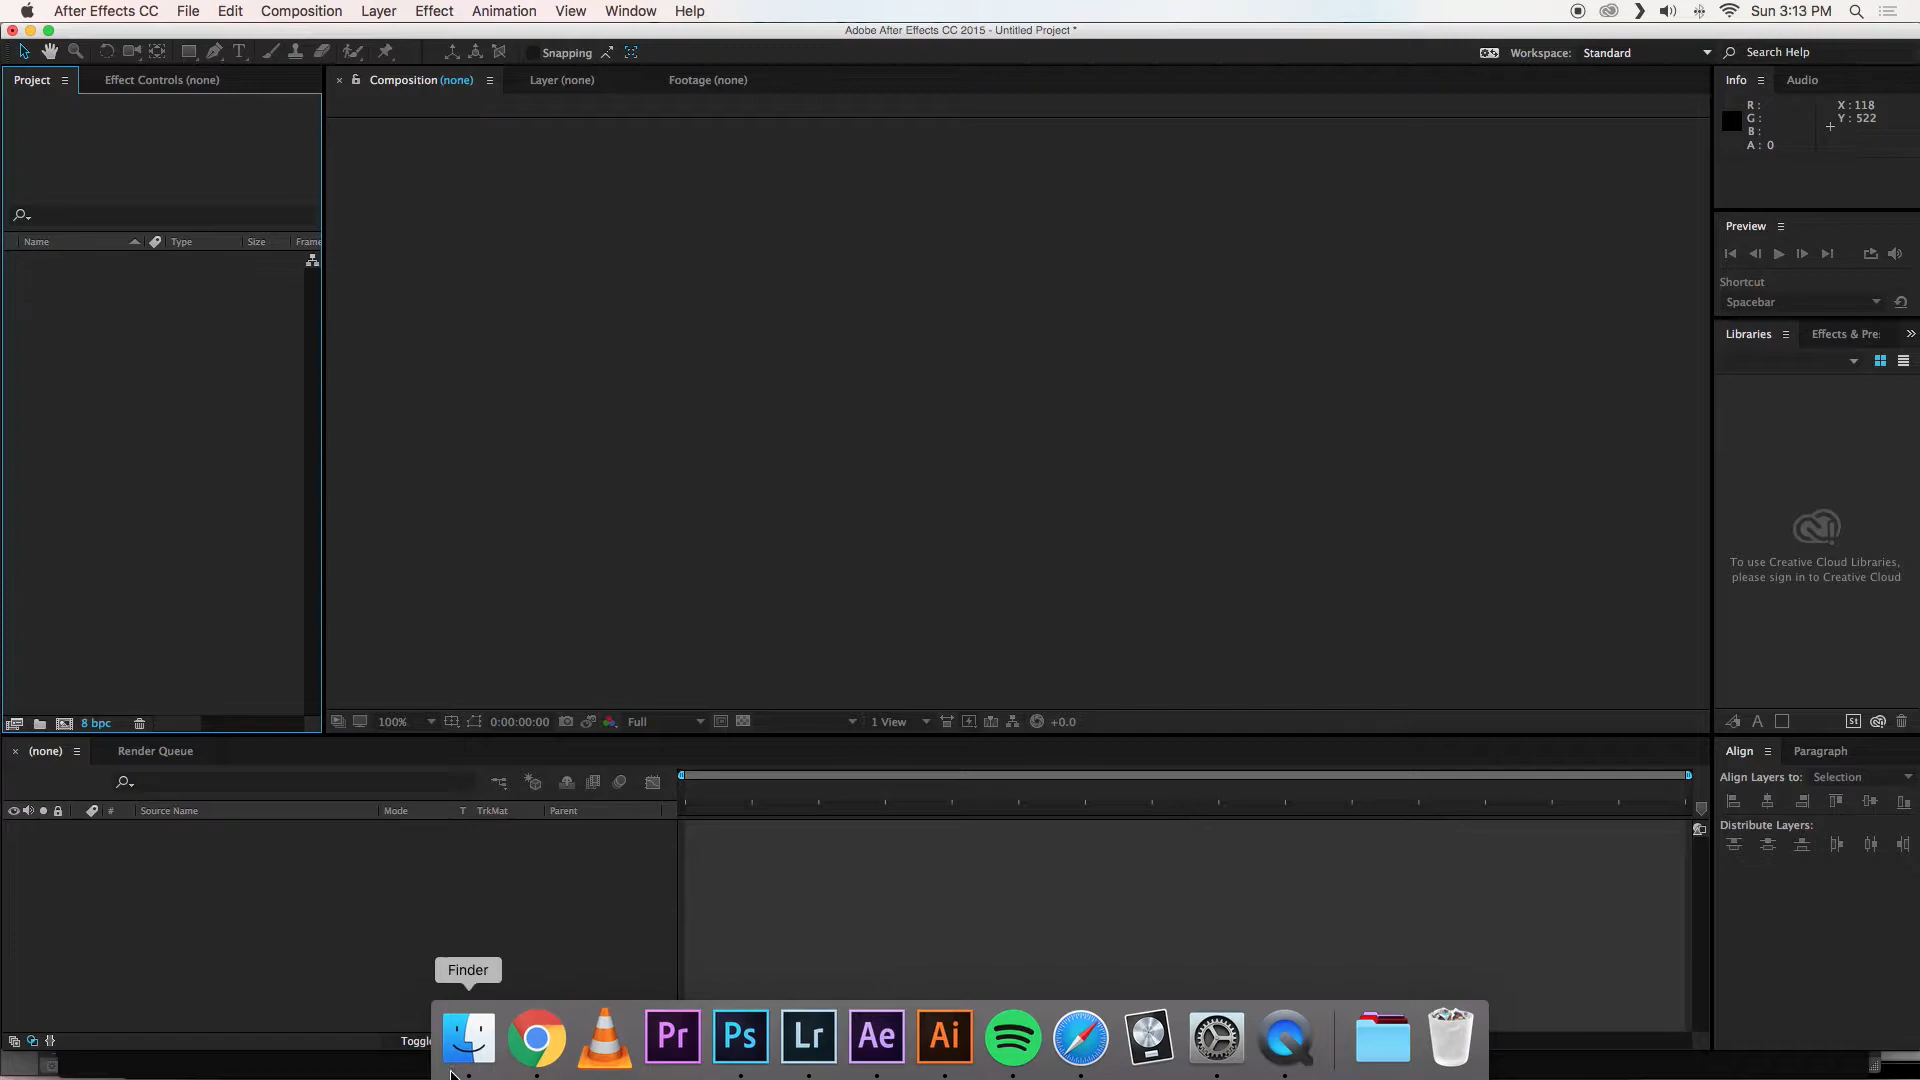 After Effects CC File Edit Composition Layer Effect Animation View Window Help Sun 3:13 PM
Adobe After Effects CC 2015 - Untitled Project *
Snapping Workspace: Standard Search Help
Project Effect Controls (none) Composition (none) Layer (none) Footage (none) Info Audio
R: X: 118
G: Y: 522
B:
A: 0
Preview
Name Type Size Frame
Shortcut
Spacebar
Libraries Effects & Pre
To use Creative Cloud Libraries,
please sign in to Creative Cloud
8 bpc 100% 0:00:00:00 Full 1 View +0.0 St
(none) Render Queue Align Paragraph
Align Layers to: Selection
# Source Name Mode T TrkMat Parent
Distribute Layers:
Finder
Toggle
Pr Ps Lr Ae Ai